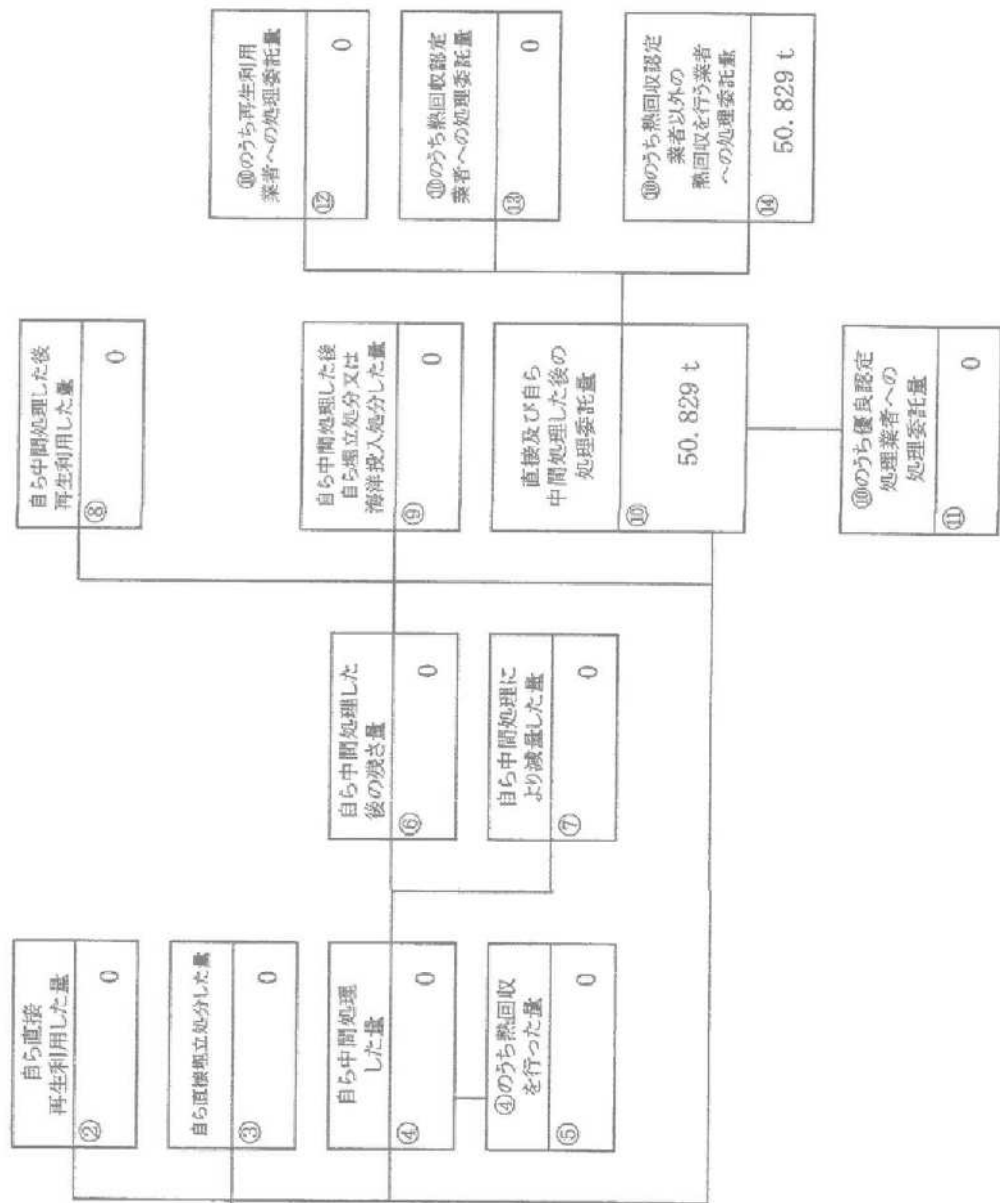 自ら直接
再生利用した量
②
0
自ら直接埋立処分した量
③
0
自ら中間処理
した量
④
0
④のうち熱回収
を行った量
⑤
0
自ら中間処理した
後の残さ量
⑥
0
自ら中間処理に
より減量した量
⑦
0
自ら中間処理した後
再生利用した量
⑧
0
自ら中間処理した後
自ら埋立処分又は
海洋投入処分した量
⑨
0
直接及び自ら
中間処理した後の
処理委託量
⑩
50.829 t
⑩のうち優良認定
処理業者への
処理委託量
⑪
0
⑩のうち再生利用
業者への処理委託量
⑫
0
⑩のうち熱回収認定
業者への処理委託量
⑬
0
⑩のうち熱回収認定
業者以外の
熱回収を行う業者
への処理委託量
⑭
50.829 t